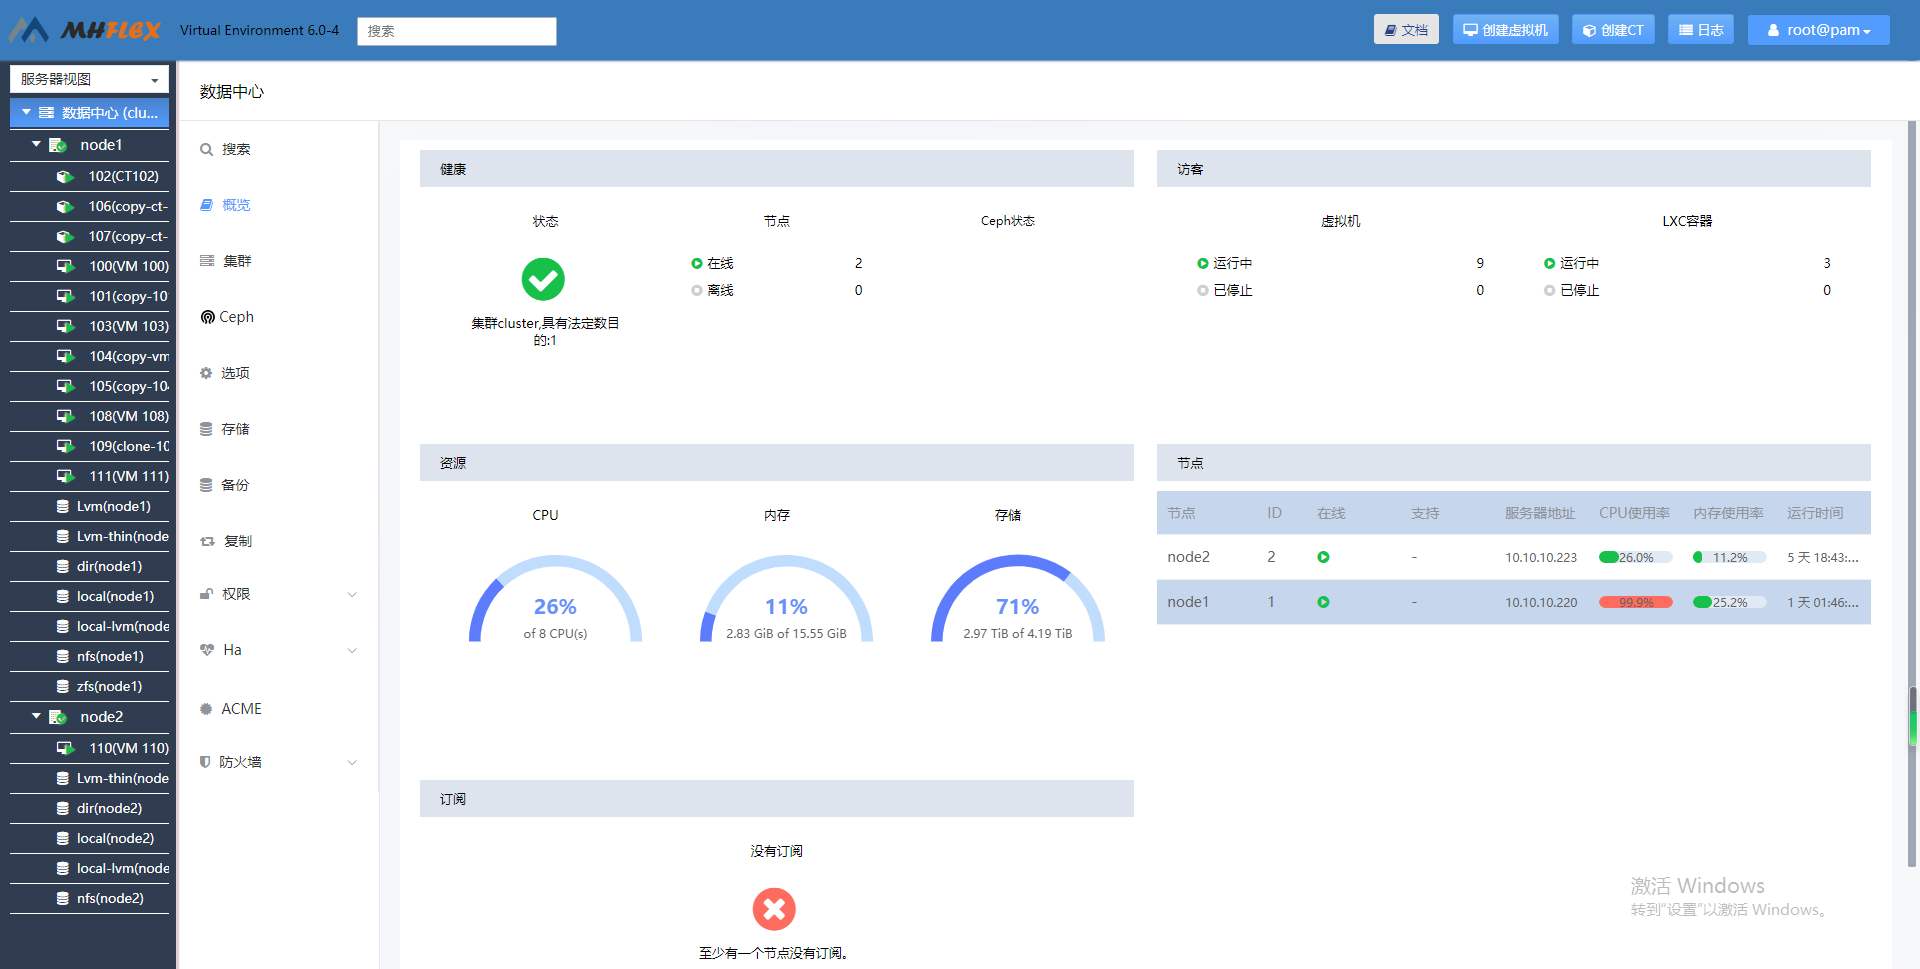 MHFLEX
Virtual Environment 6.0-4
搜索
文档
创建虚拟机
创建CT
日志
root@pam
服务器视图
数据中心 (clu...
node1
102(CT102)
106(copy-ct-
107(copy-ct-
100(VM 100)
101(copy-10
103(VM 103)
104(copy-vm
105(copy-104
108(VM 108)
109(clone-10
111(VM 111)
Lvm(node1)
Lvm-thin(node
dir(node1)
local(node1)
local-lvm(node
nfs(node1)
zfs(node1)
node2
110(VM 110)
Lvm-thin(node
dir(node2)
local(node2)
local-lvm(node
nfs(node2)
数据中心
搜索
概览
集群
Ceph
选项
存储
备份
复制
权限
Ha
ACME
防火墙
健康
状态
集群cluster,具有法定数目
的:1
节点
在线 2
离线 0
Ceph状态
访客
虚拟机
运行中 9
已停止 0
LXC容器
运行中 3
已停止 0
资源
CPU
26%
of 8 CPU(s)
内存
11%
2.83 GiB of 15.55 GiB
存储
71%
2.97 TiB of 4.19 TiB
节点
节点 ID 在线 支持 服务器地址 CPU使用率 内存使用率 运行时间
node2 2 - 10.10.10.223 26.0% 11.2% 5 天 18:43:...
node1 1 - 10.10.10.220 99.9% 25.2% 1 天 01:46:...
订阅
没有订阅
至少有一个节点没有订阅。
激活 Windows
转到"设置"以激活 Windows。